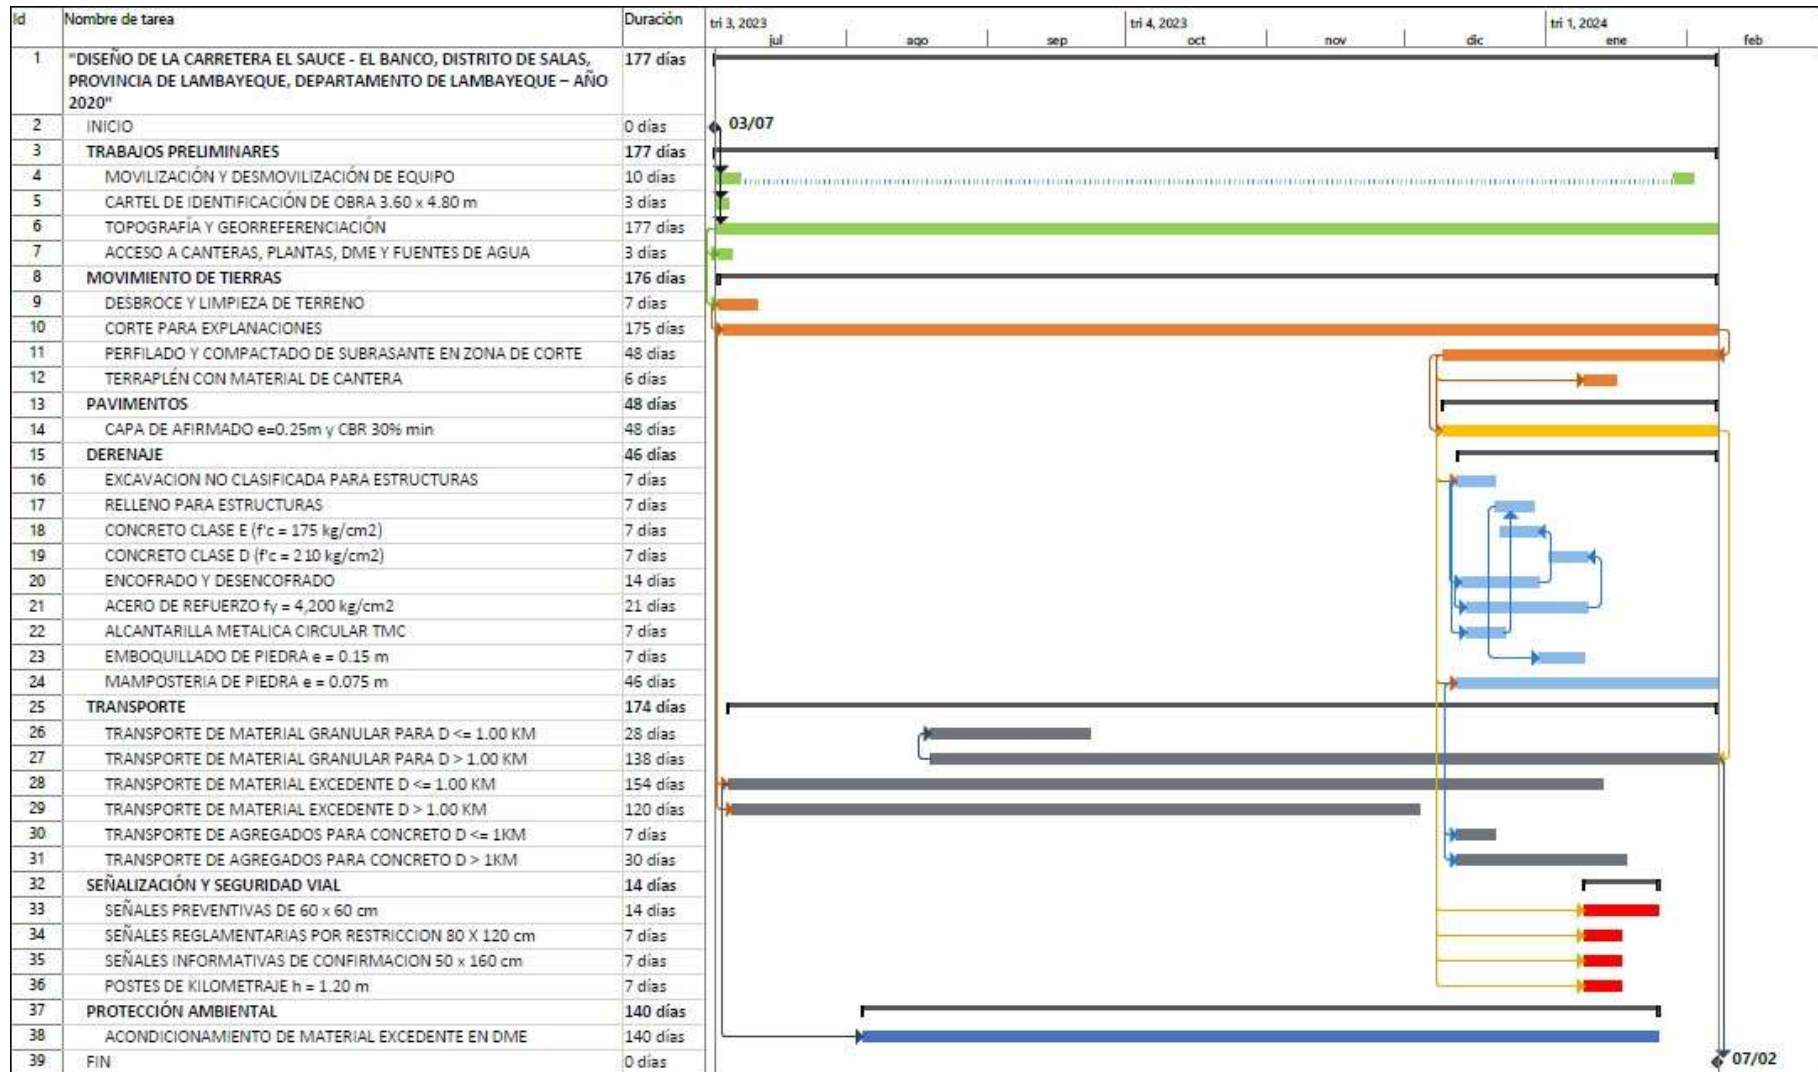 Id Nombre de tarea Duración tri 3, 2023 tri 4, 2023 tri 1, 2024
jul ago sep oct nov dic ene feb
1 "DISEÑO DE LA CARRETERA EL SAUCE - EL BANCO, DISTRITO DE SALAS, 177 días
PROVINCIA DE LAMBAYEQUE, DEPARTAMENTO DE LAMBAYEQUE – AÑO
2020"
2 INICIO 0 días 03/07
3 TRABAJOS PRELIMINARES 177 días
4 MOVILIZACIÓN Y DESMOVILIZACIÓN DE EQUIPO 10 días
5 CARTEL DE IDENTIFICACIÓN DE OBRA 3.60 x 4.80 m 3 días
6 TOPOGRAFÍA Y GEORREFERENCIACIÓN 177 días
7 ACCESO A CANTERAS, PLANTAS, DME Y FUENTES DE AGUA 3 días
8 MOVIMIENTO DE TIERRAS 176 días
9 DESBROCE Y LIMPIEZA DE TERRENO 7 días
10 CORTE PARA EXPLANACIONES 175 días
11 PERFILADO Y COMPACTADO DE SUBRASANTE EN ZONA DE CORTE 48 días
12 TERRAPLÉN CON MATERIAL DE CANTERA 6 días
13 PAVIMENTOS 48 días
14 CAPA DE AFIRMADO e=0.25m y CBR 30% min 48 días
15 DERENAJE 46 días
16 EXCAVACION NO CLASIFICADA PARA ESTRUCTURAS 7 días
17 RELLENO PARA ESTRUCTURAS 7 días
18 CONCRETO CLASE E (f'c = 175 kg/cm2) 7 días
19 CONCRETO CLASE D (f'c = 210 kg/cm2) 7 días
20 ENCOFRADO Y DESENCOFRADO 14 días
21 ACERO DE REFUERZO fy = 4,200 kg/cm2 21 días
22 ALCANTARILLA METALICA CIRCULAR TMC 7 días
23 EMBOQUILLADO DE PIEDRA e = 0.15 m 7 días
24 MAMPOSTERIA DE PIEDRA e = 0.075 m 46 días
25 TRANSPORTE 174 días
26 TRANSPORTE DE MATERIAL GRANULAR PARA D <= 1.00 KM 28 días
27 TRANSPORTE DE MATERIAL GRANULAR PARA D > 1.00 KM 138 días
28 TRANSPORTE DE MATERIAL EXCEDENTE D <= 1.00 KM 154 días
29 TRANSPORTE DE MATERIAL EXCEDENTE D > 1.00 KM 120 días
30 TRANSPORTE DE AGREGADOS PARA CONCRETO D <= 1KM 7 días
31 TRANSPORTE DE AGREGADOS PARA CONCRETO D > 1KM 30 días
32 SEÑALIZACIÓN Y SEGURIDAD VIAL 14 días
33 SEÑALES PREVENTIVAS DE 60 x 60 cm 14 días
34 SEÑALES REGLAMENTARIAS POR RESTRICCION 80 X 120 cm 7 días
35 SEÑALES INFORMATIVAS DE CONFIRMACION 50 x 160 cm 7 días
36 POSTES DE KILOMETRAJE h = 1.20 m 7 días
37 PROTECCIÓN AMBIENTAL 140 días
38 ACONDICIONAMIENTO DE MATERIAL EXCEDENTE EN DME 140 días
39 FIN 0 días 07/02